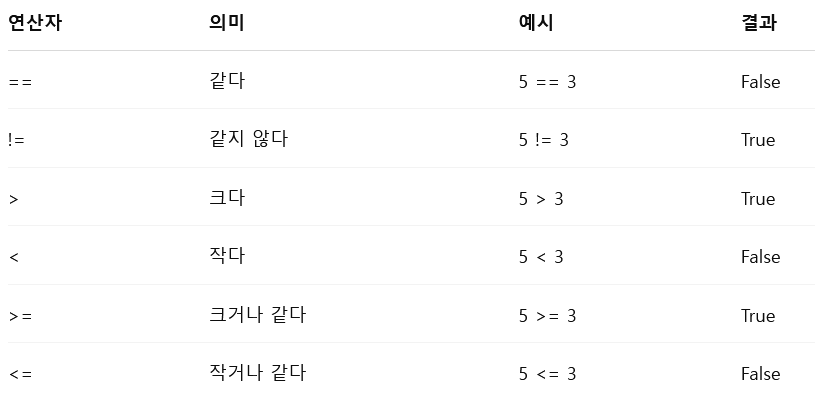 연산자 의미 예시 결과
== 같다 5 == 3 False
!= 같지 않다 5 != 3 True
> 크다 5 > 3 True
< 작다 5 < 3 False
>= 크거나 같다 5 >= 3 True
<= 작거나 같다 5 <= 3 False